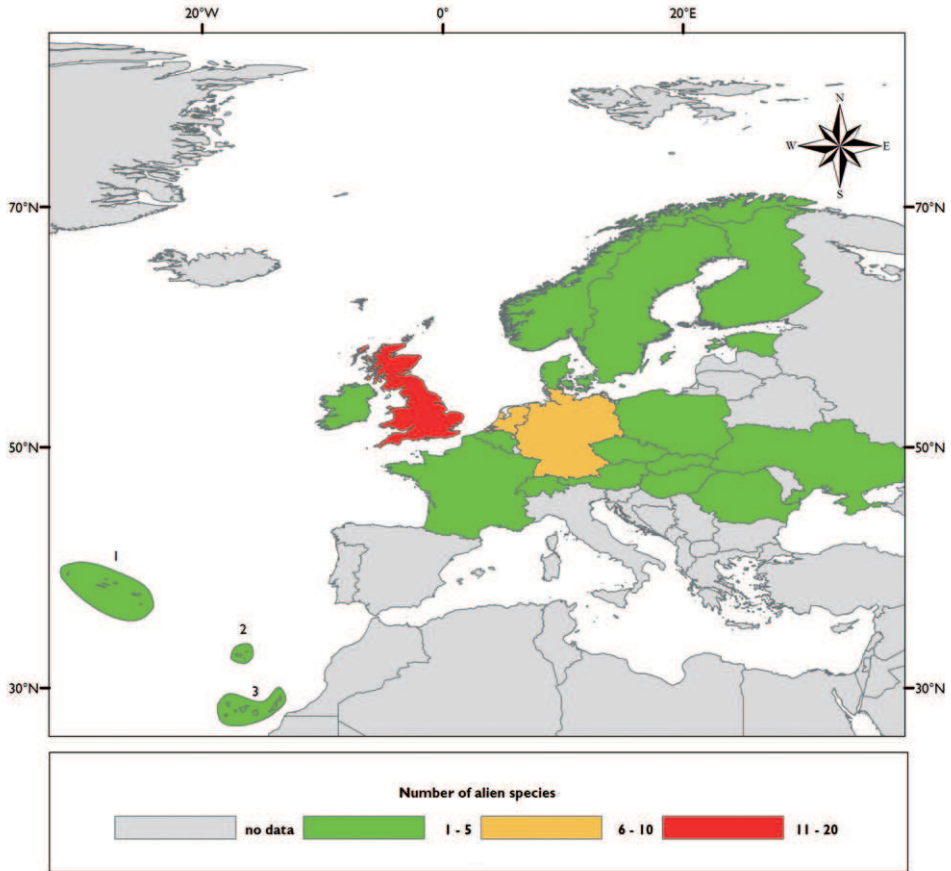 20°W 0° 20°E
N
W E
S
70°N 70°N
50°N 50°N
1
2
3
30°N 30°N
Number of alien species
no data 1 - 5 6 - 10 11 - 20